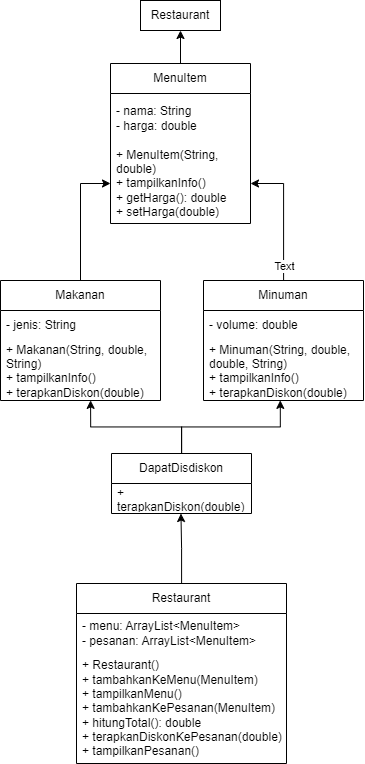 Restaurant
MenuItem
- nama: String
- harga: double
+ MenuItem(String,
double)
+ tampilkanInfo()
+ getHarga(): double
+ setHarga(double)
Text
Makanan
- jenis: String
+ Makanan(String, double,
String)
+ tampilkanInfo()
+ terapkanDiskon(double)
Minuman
- volume: double
+ Minuman(String, double,
double, String)
+ tampilkanInfo()
+ terapkanDiskon(double)
DapatDisdiskon
+
terapkanDiskon(double)
Restaurant
- menu: ArrayList<MenuItem>
- pesanan: ArrayList<MenuItem>
+ Restaurant()
+ tambahkanKeMenu(MenuItem)
+ tampilkanMenu()
+ tambahkanKePesanan(MenuItem)
+ hitungTotal(): double
+ terapkanDiskonKePesanan(double)
+ tampilkanPesanan()